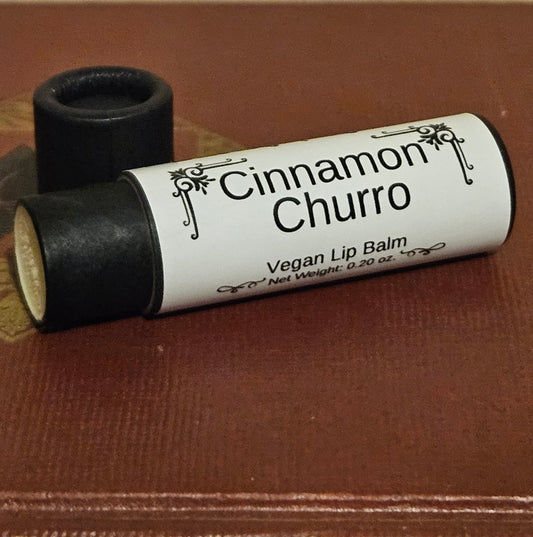 Cinnamon
Churro
Vegan Lip Balm
Net Weight: 0.20 oz.